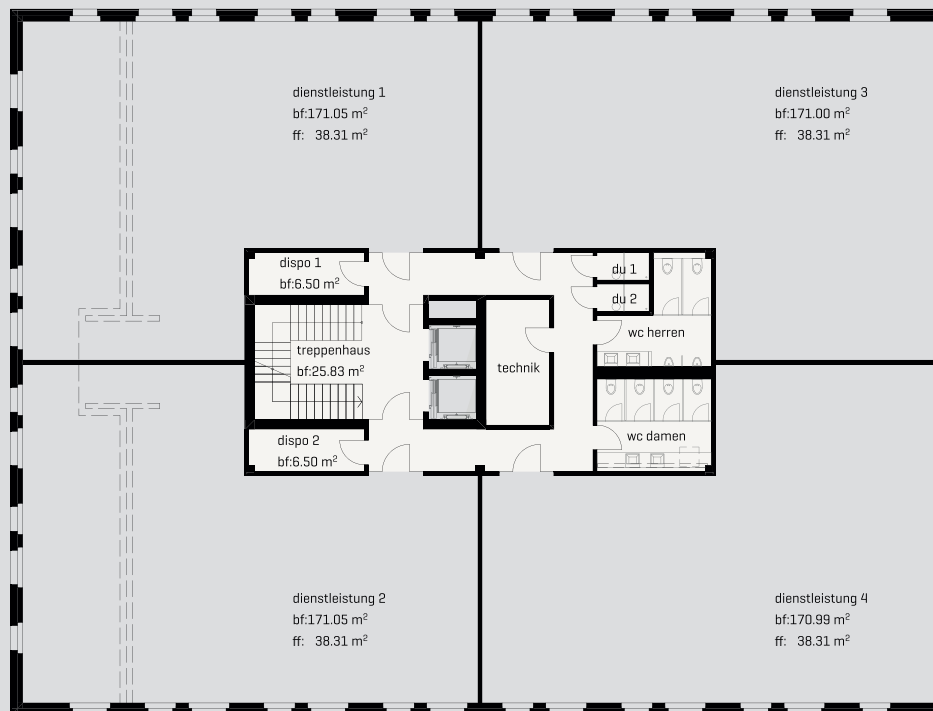 dienstleistung 1
bf:171.05 m²
ff: 38.31 m²
dienstleistung 3
bf:171.00 m²
ff: 38.31 m²
dispo 1
bf:6.50 m²
du 1
du 2
wc herren
treppenhaus
bf:25.83 m²
technik
dispo 2
bf:6.50 m²
wc damen
dienstleistung 2
bf:171.05 m²
ff: 38.31 m²
dienstleistung 4
bf:170.99 m²
ff: 38.31 m²